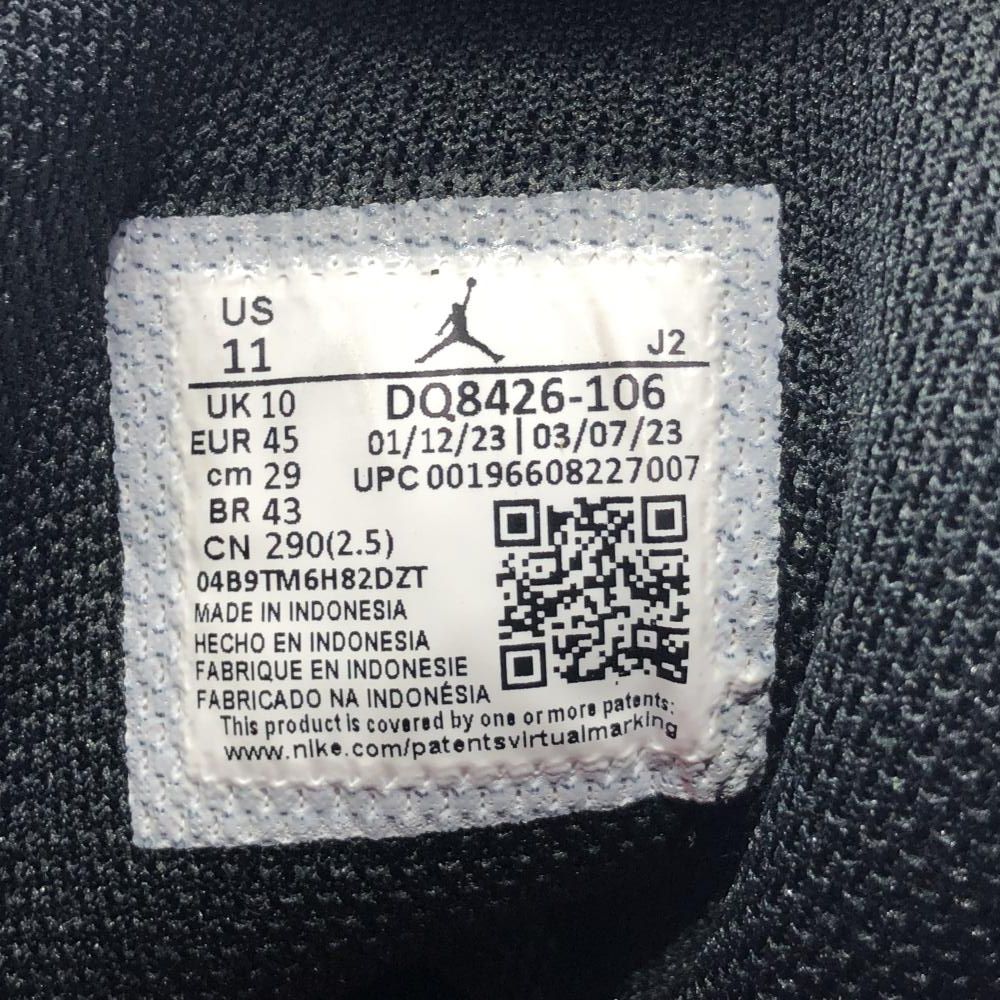 US
11
J2
UK 10
DQ8426-106
EUR 45
01/12/23 | 03/07/23
cm 29
UPC 00196608227007
BR 43
CN 290(2.5)
04B9TM6H82DZT
MADE IN INDONESIA
HECHO EN INDONESIA
FABRIQUE EN INDONESIE
FABRICADO NA INDONÉSIA
This product is covered by one or more patents:
www.nike.com/patentsvirtualmarking